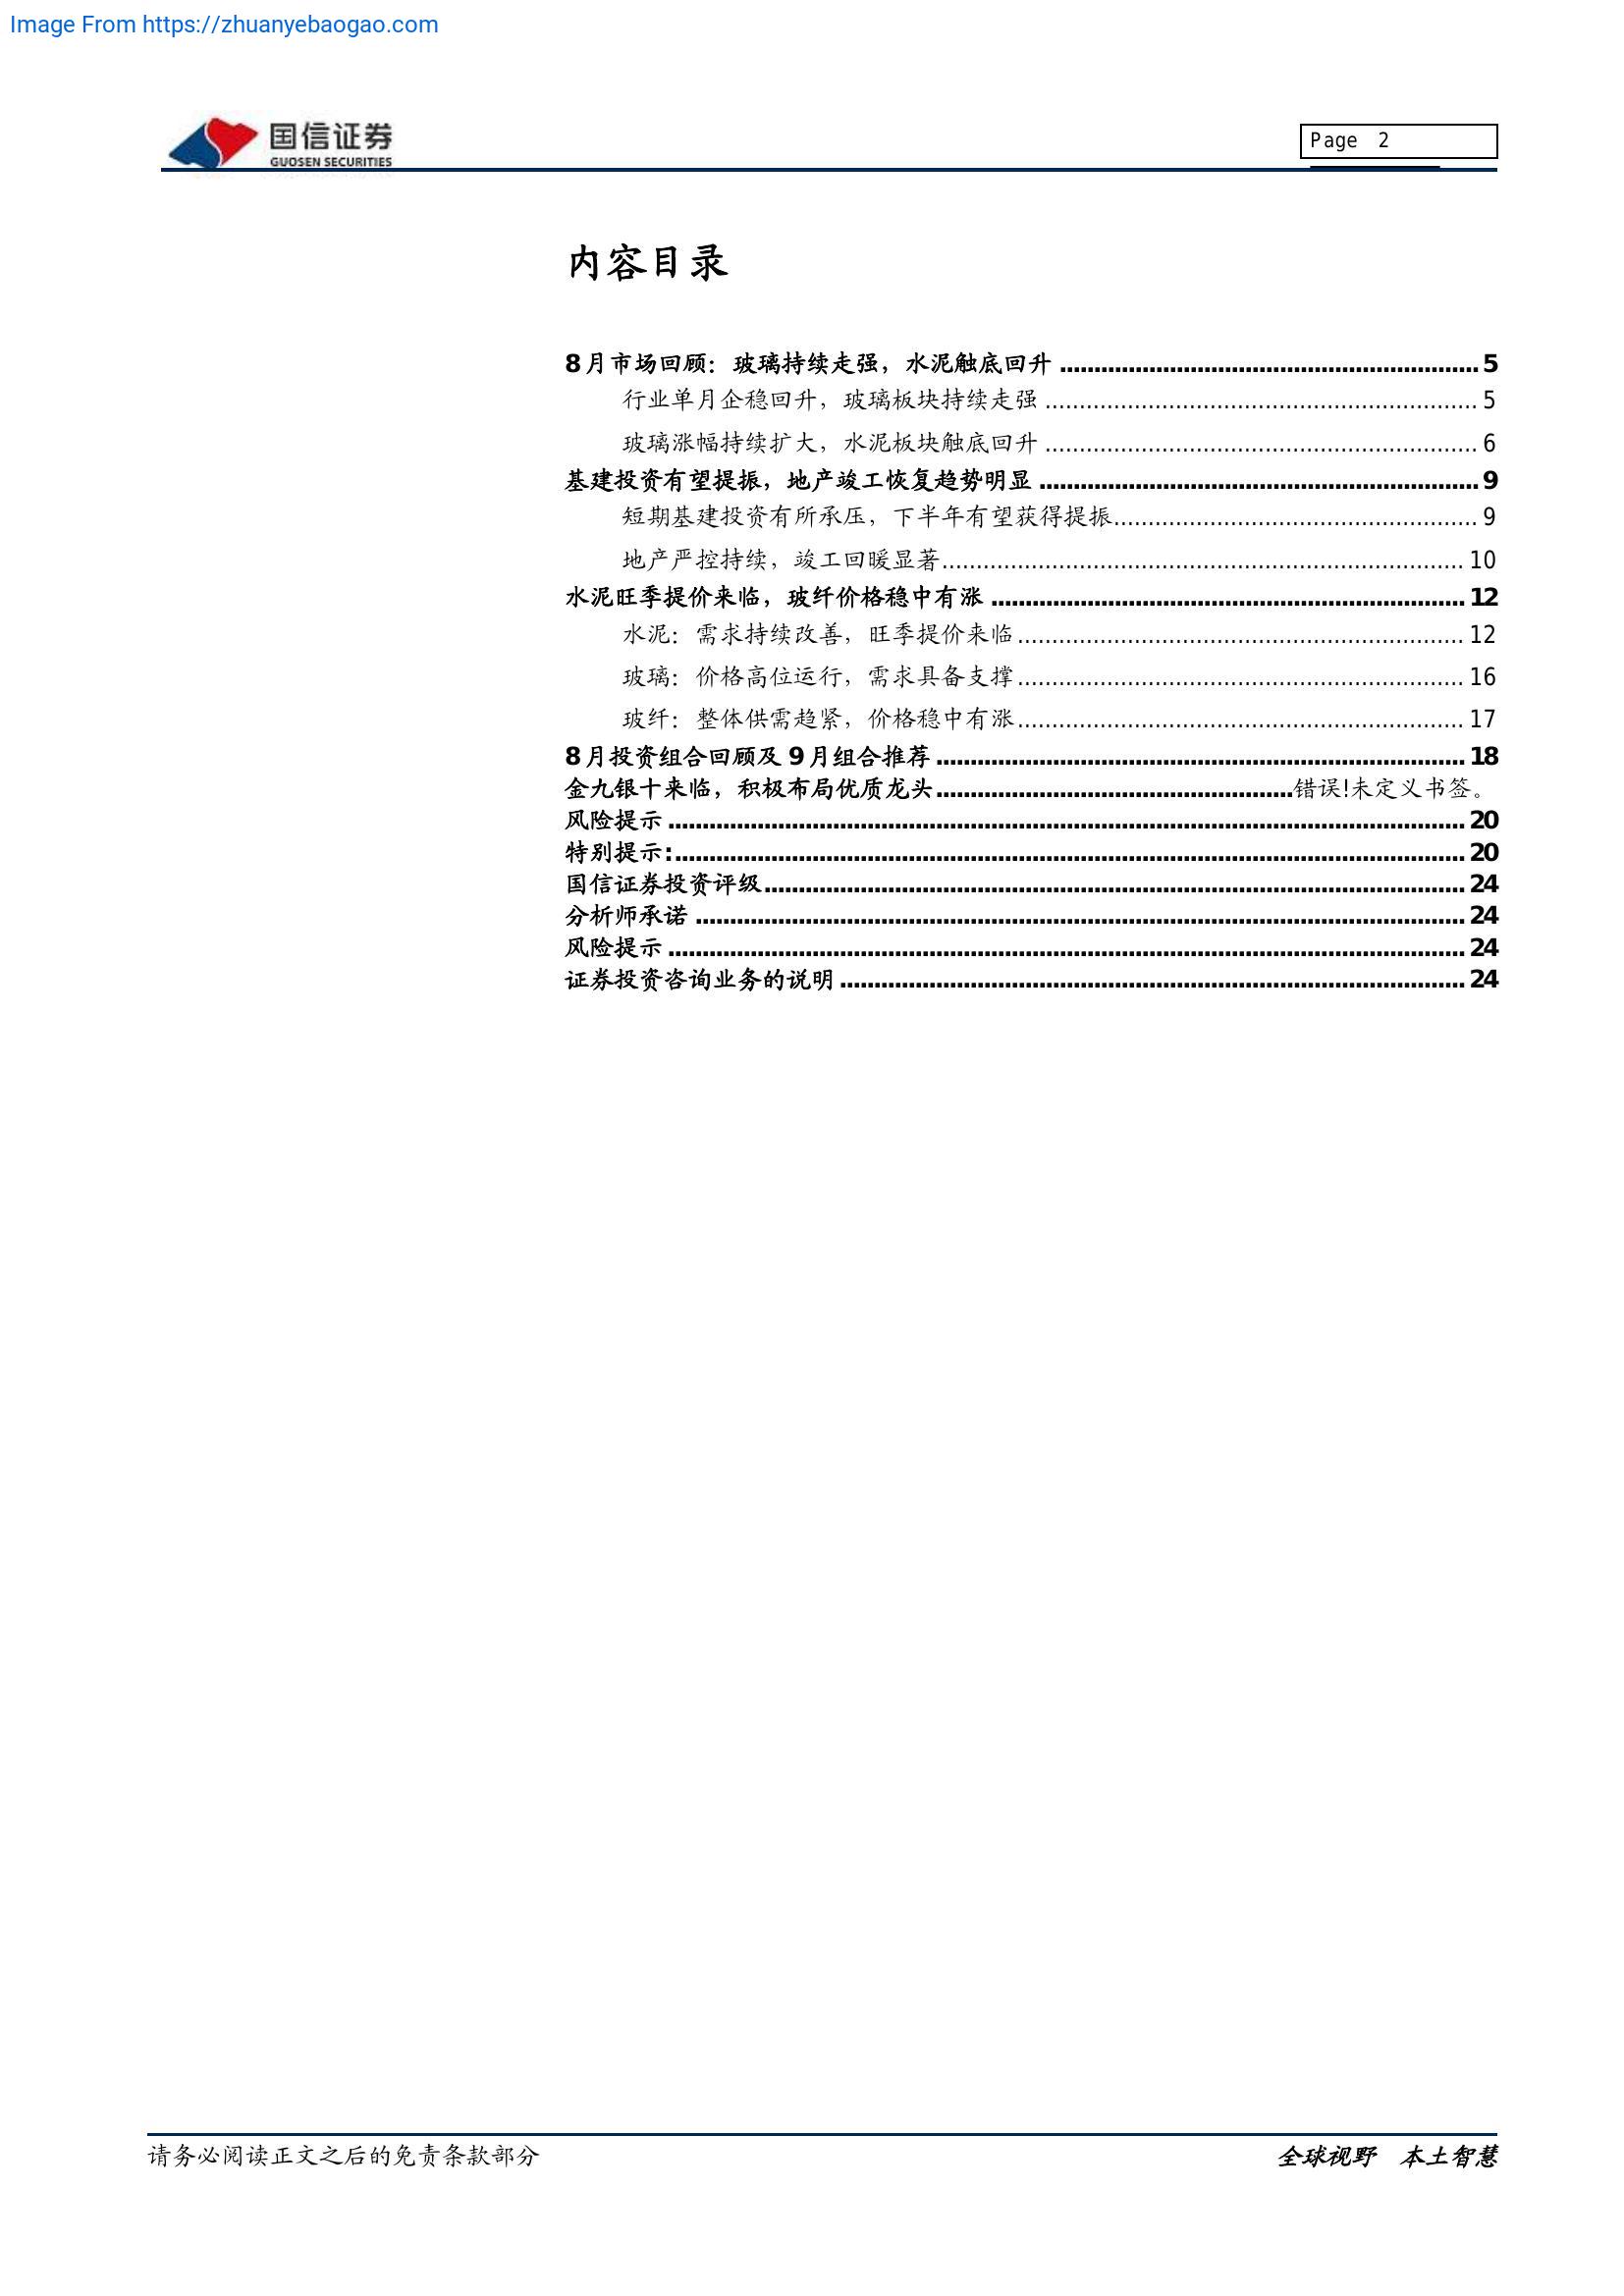 Image From https://zhuanyebaogao.com
国信证券
GUOSEN SECURITIES
Page 2
内容目录
8月市场回顾：玻璃持续走强，水泥触底回升 ........ 5
行业单月企稳回升，玻璃板块持续走强 ........ 5
玻璃涨幅持续扩大，水泥板块触底回升 ........ 6
基建投资有望提振，地产竣工恢复趋势明显 ........ 9
短期基建投资有所承压，下半年有望获得提振........ 9
地产严控持续，竣工回暖显著........ 10
水泥旺季提价来临，玻纤价格稳中有涨 ........ 12
水泥：需求持续改善，旺季提价来临........ 12
玻璃：价格高位运行，需求具备支撑........ 16
玻纤：整体供需趋紧，价格稳中有涨........ 17
8月投资组合回顾及 9月组合推荐 ........ 18
金九银十来临，积极布局优质龙头........错误!未定义书签。
风险提示 ........ 20
特别提示:........ 20
国信证券投资评级........ 24
分析师承诺 ........ 24
风险提示 ........ 24
证券投资咨询业务的说明 ........ 24
请务必阅读正文之后的免责条款部分
全球视野 本土智慧